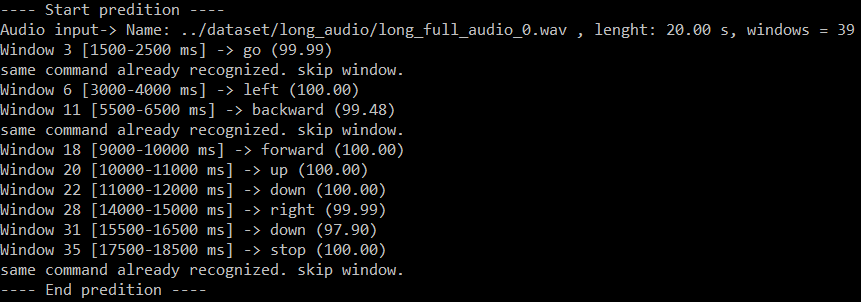 ---- Start predition ----
Audio input-> Name: ../dataset/long_audio/long_full_audio_0.wav , lenght: 20.00 s, windows = 39
Window 3 [1500-2500 ms] -> go (99.99)
same command already recognized. skip window.
Window 6 [3000-4000 ms] -> left (100.00)
Window 11 [5500-6500 ms] -> backward (99.48)
same command already recognized. skip window.
Window 18 [9000-10000 ms] -> forward (100.00)
Window 20 [10000-11000 ms] -> up (100.00)
Window 22 [11000-12000 ms] -> down (100.00)
Window 28 [14000-15000 ms] -> right (99.99)
Window 31 [15500-16500 ms] -> down (97.90)
Window 35 [17500-18500 ms] -> stop (100.00)
same command already recognized. skip window.
---- End predition ----